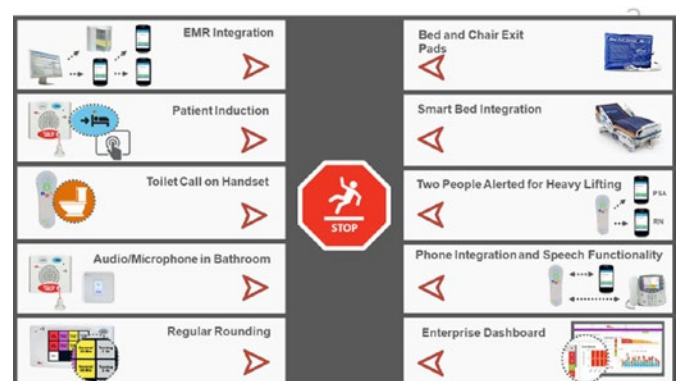 EMR Integration
Patient Induction
Toilet Call on Handset
Audio/Microphone in Bathroom
Regular Rounding
STOP
Bed and Chair Exit
Pads
Smart Bed Integration
Two People Alerted for Heavy Lifting
PSA
RN
Phone Integration and Speech Functionality
Enterprise Dashboard